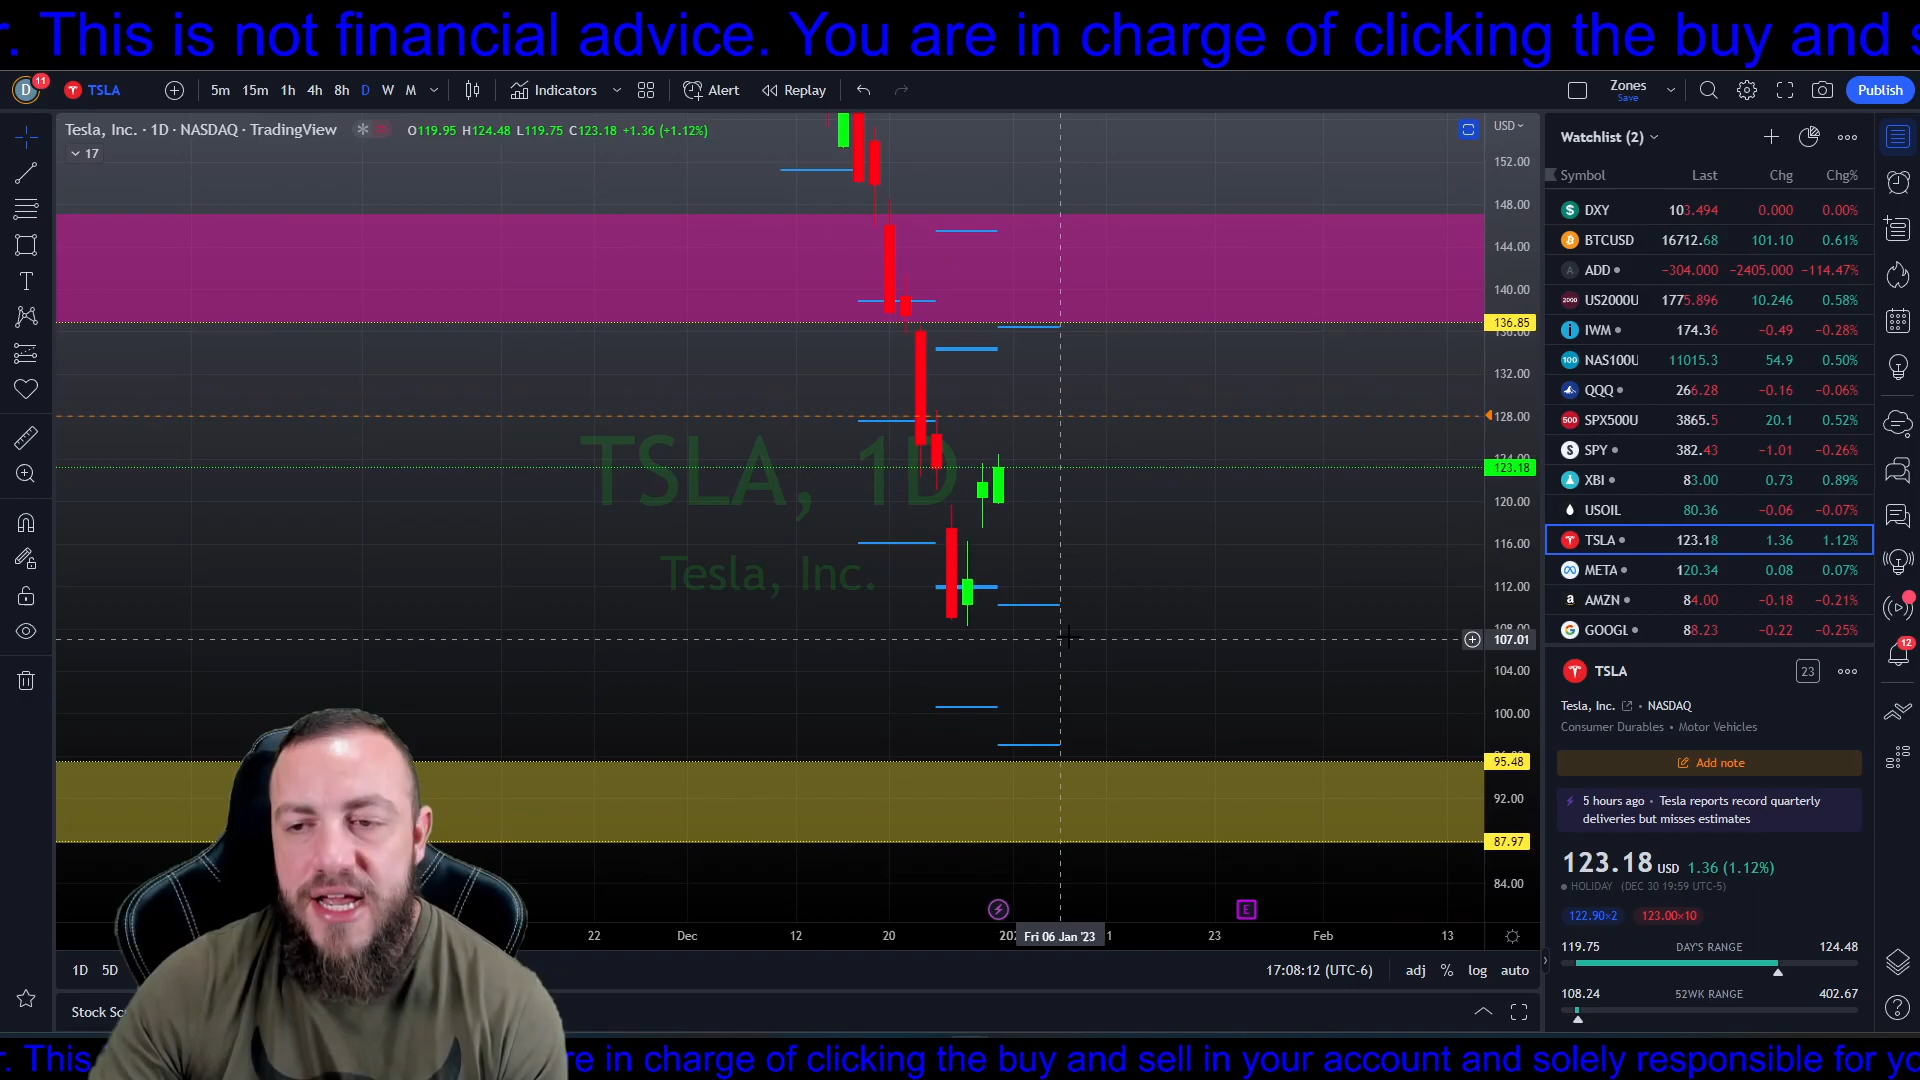 r. This is not financial advice. You are in charge of clicking the buy and s
D 11 TSLA 5m 15m 1h 4h 8h D W M Indicators Alert Replay Zones Save Publish
Tesla, Inc. · 1D · NASDAQ · TradingView O119.95 H124.48 L119.75 C123.18 +1.36 (+1.12%)
17
USD
152.00
148.00
144.00
140.00
136.85
132.00
128.00
123.18
120.00
116.00
112.00
107.01
104.00
100.00
95.48
92.00
87.97
84.00
TSLA, 1D
Tesla, Inc.
E
22 Dec 12 20 Fri 06 Jan '23 23 Feb 13
1D 5D 17:08:12 (UTC-6) adj % log auto
Stock Sc
Watchlist (2)
Symbol Last Chg Chg%
DXY 103.494 0.000 0.00%
BTCUSD 16712.68 101.10 0.61%
ADD −304.000 −2405.000 −114.47%
US2000U 1775.896 10.246 0.58%
IWM 174.36 −0.49 −0.28%
NAS100U 11015.3 54.9 0.50%
QQQ 266.28 −0.16 −0.06%
SPX500U 3865.5 20.1 0.52%
SPY 382.43 −1.01 −0.26%
XBI 83.00 0.73 0.89%
USOIL 80.36 −0.06 −0.07%
TSLA 123.18 1.36 1.12%
META 120.34 0.08 0.07%
AMZN 84.00 −0.18 −0.21%
GOOGL 88.23 −0.22 −0.25%
12
TSLA 23
Tesla, Inc. • NASDAQ
Consumer Durables • Motor Vehicles
Add note
5 hours ago • Tesla reports record quarterly
deliveries but misses estimates
123.18 USD 1.36 (1.12%)
HOLIDAY (DEC 30 19:59 UTC-5)
122.90×2 123.00×10
119.75 DAY'S RANGE 124.48
108.24 52WK RANGE 402.67
r. This re in charge of clicking the buy and sell in your account and solely responsible for yo